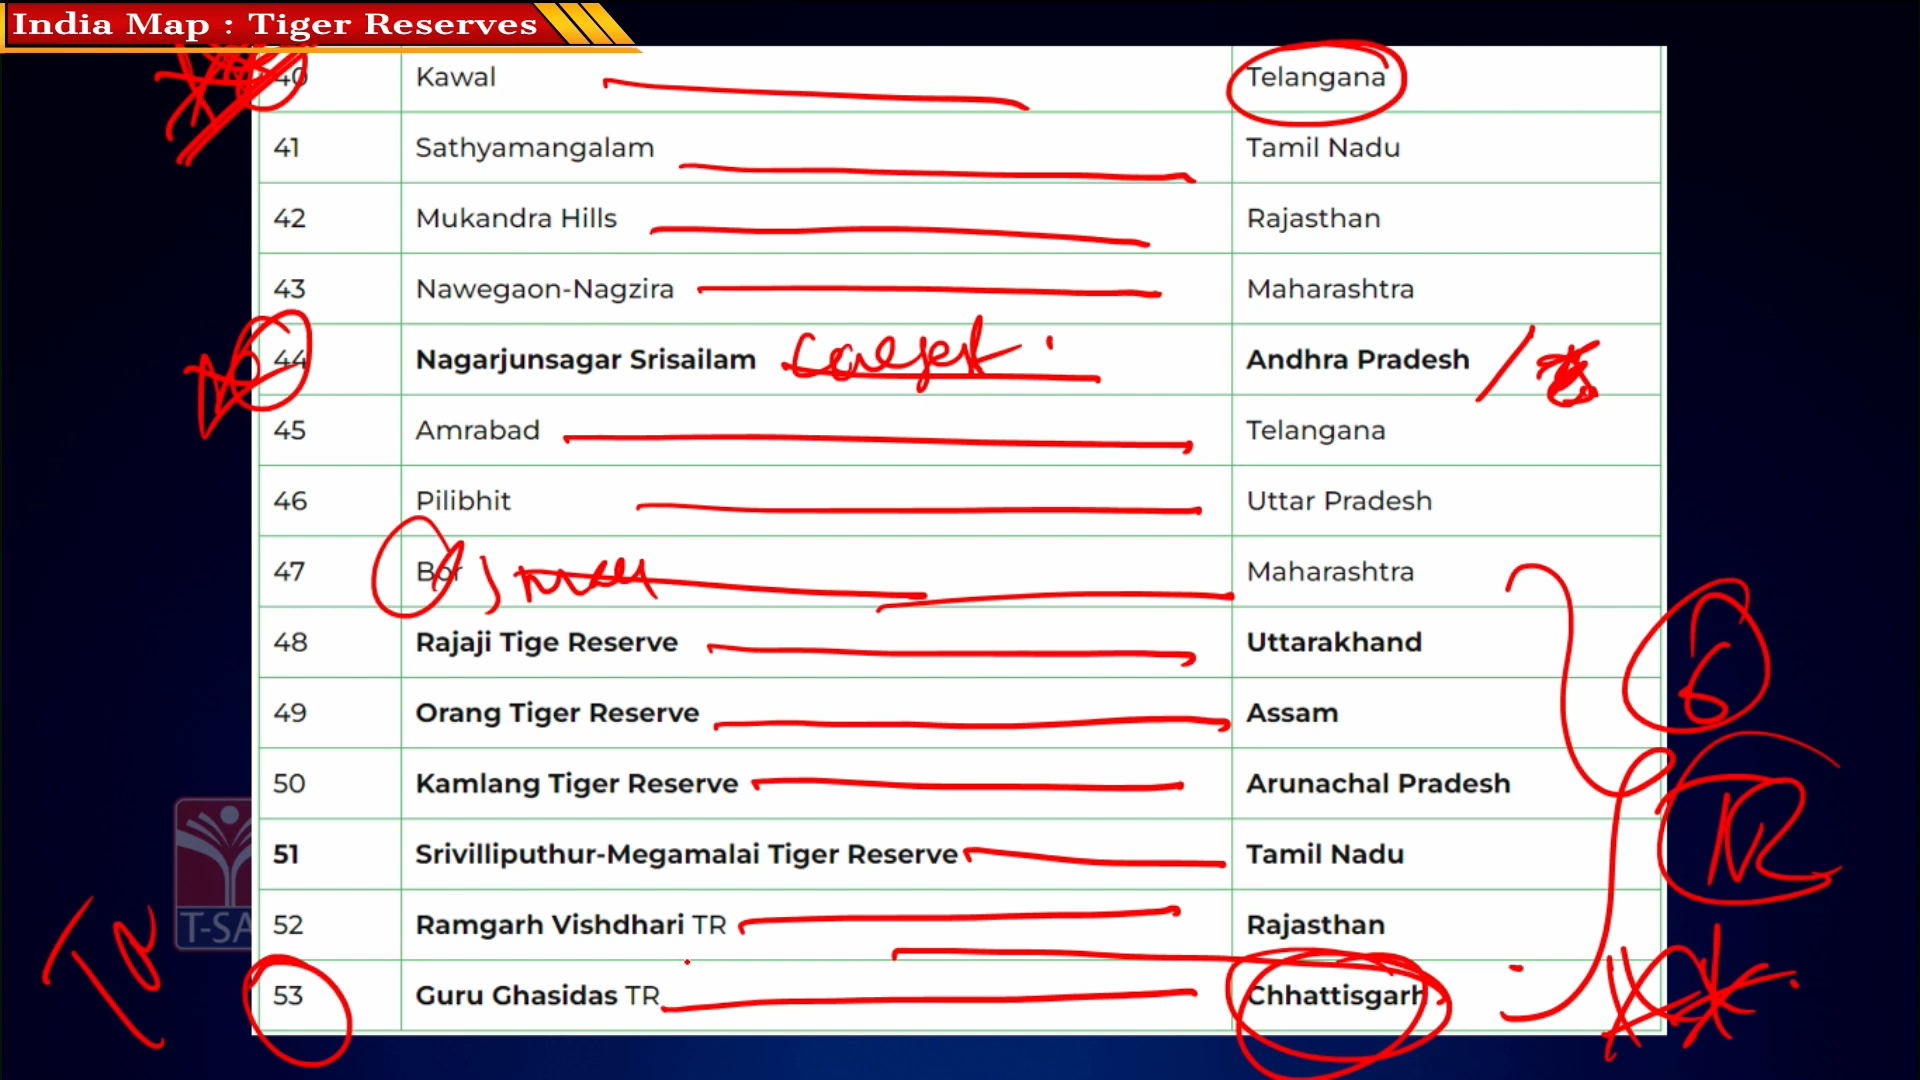 India Map : Tiger Reserves
40 Kawal Telangana
41 Sathyamangalam Tamil Nadu
42 Mukandra Hills Rajasthan
43 Nawegaon-Nagzira Maharashtra
44 Nagarjunsagar Srisailam Andhra Pradesh
45 Amrabad Telangana
46 Pilibhit Uttar Pradesh
47 Bor Maharashtra
48 Rajaji Tige Reserve Uttarakhand
49 Orang Tiger Reserve Assam
6
50 Kamlang Tiger Reserve Arunachal Pradesh
TR
51 Srivilliputhur-Megamalai Tiger Reserve Tamil Nadu
T-SA
TR
52 Ramgarh Vishdhari TR Rajasthan
53 Guru Ghasidas TR Chhattisgarh